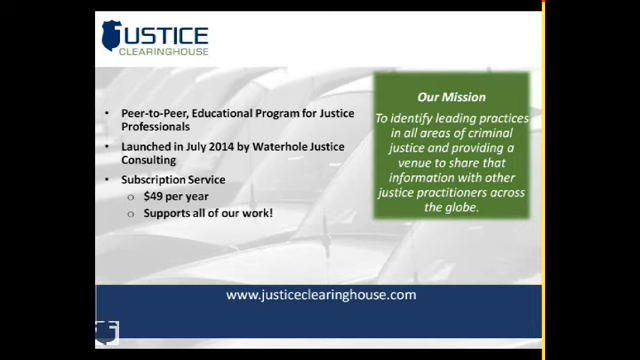 JUSTICE
CLEARINGHOUSE
• Peer-to-Peer, Educational Program for Justice
Professionals
• Launched in July 2014 by Waterhole Justice
Consulting
• Subscription Service
o $49 per year
o Supports all of our work!
Our Mission
To identify leading practices
in all areas of criminal
justice and providing a
venue to share that
information with other
justice practitioners across
the globe.
www.justiceclearinghouse.com